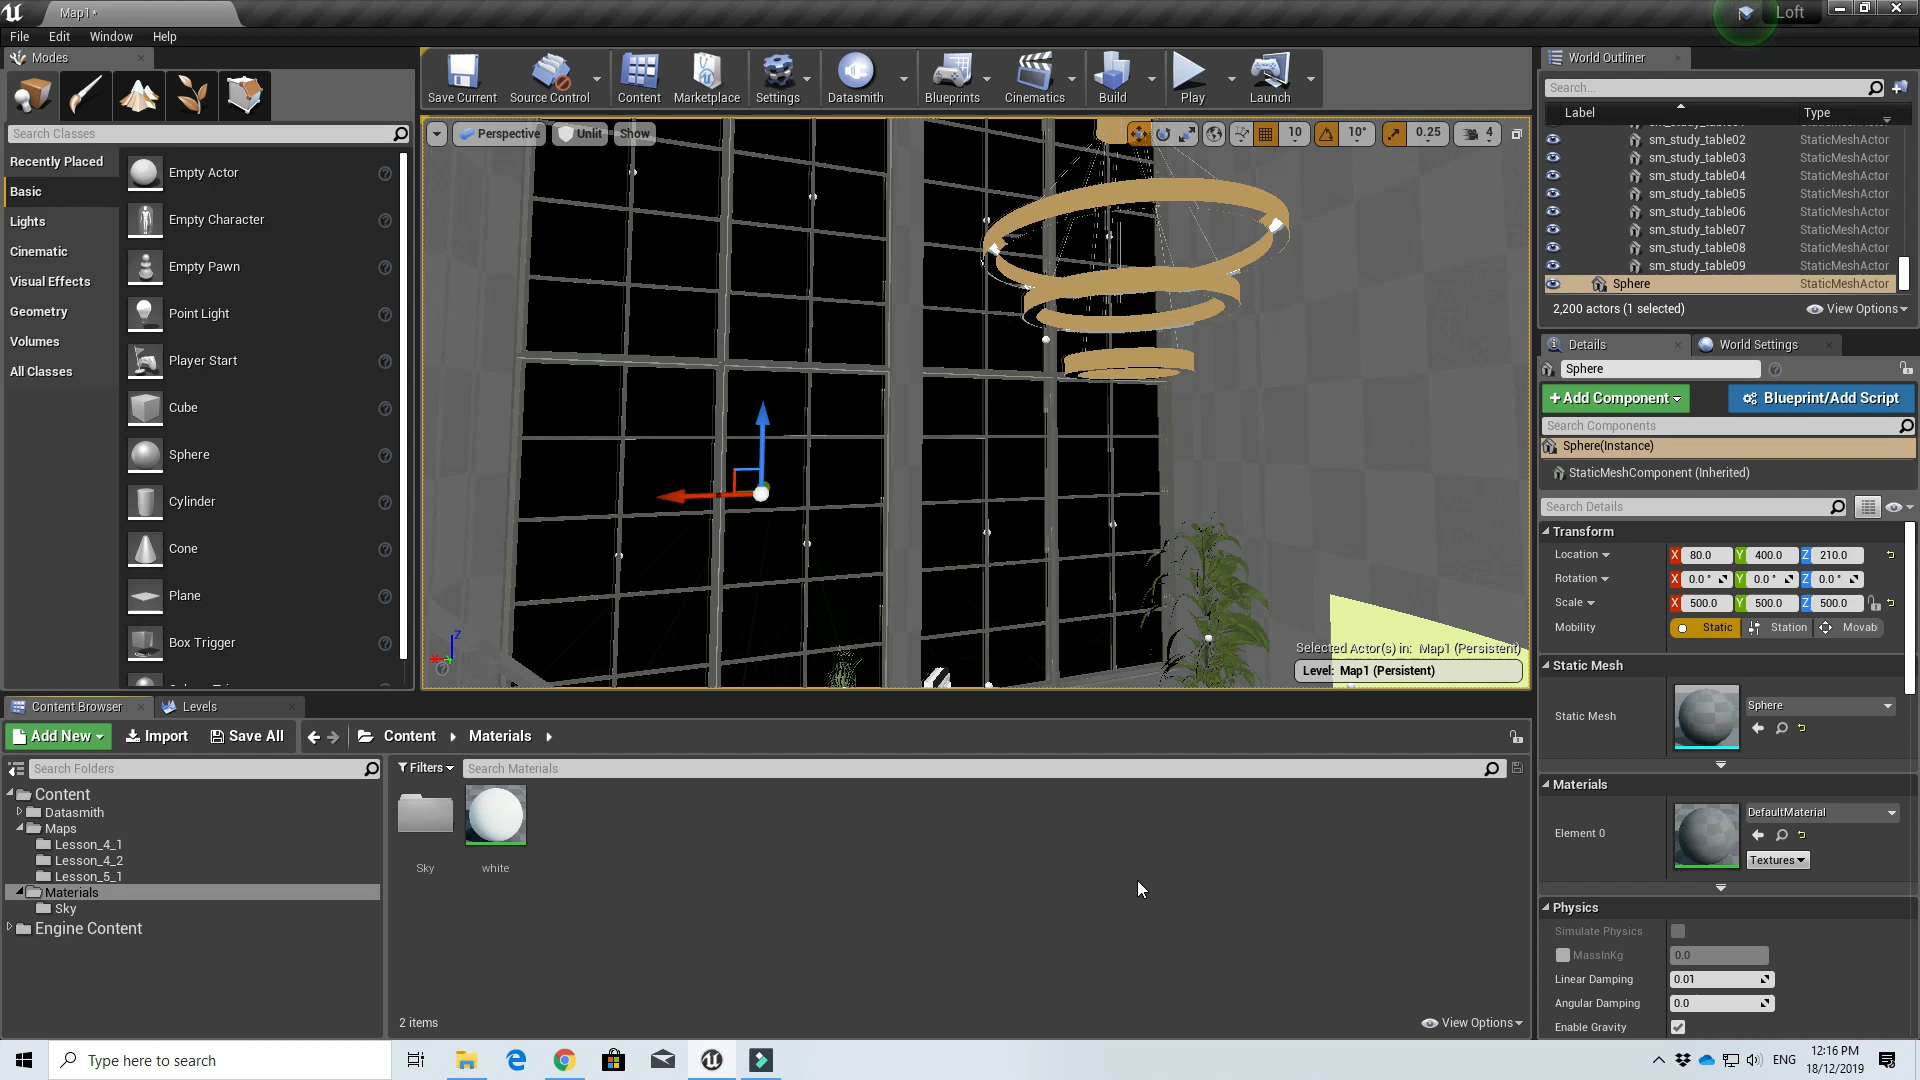 Map1*
Loft
File Edit Window Help
Modes
Search Classes
Recently Placed
Basic
Lights
Cinematic
Visual Effects
Geometry
Volumes
All Classes
Empty Actor
Empty Character
Empty Pawn
Point Light
Player Start
Cube
Sphere
Cylinder
Cone
Plane
Box Trigger
Save Current Source Control Content Marketplace Settings Datasmith Blueprints Cinematics Build Play Launch
Perspective Unlit Show 10 10° 0.25 4
Z
Selected Actor(s) in: Map1 (Persistent)
Level: Map1 (Persistent)
World Outliner
Search...
Label Type
sm_study_table02 StaticMeshActor
sm_study_table03 StaticMeshActor
sm_study_table04 StaticMeshActor
sm_study_table05 StaticMeshActor
sm_study_table06 StaticMeshActor
sm_study_table07 StaticMeshActor
sm_study_table08 StaticMeshActor
sm_study_table09 StaticMeshActor
Sphere StaticMeshActor
2,200 actors (1 selected) View Options
Details World Settings
Sphere
+Add Component Blueprint/Add Script
Search Components
Sphere(Instance)
StaticMeshComponent (Inherited)
Search Details
Transform
Location X 80.0 Y 400.0 Z 210.0
Rotation X 0.0 ° Y 0.0 ° Z 0.0 °
Scale X 500.0 Y 500.0 Z 500.0
Mobility Static Station Movab
Static Mesh
Static Mesh Sphere
Materials
Element 0 DefaultMaterial
Textures
Physics
Simulate Physics
MassInKg 0.0
Linear Damping 0.01
Angular Damping 0.0
Enable Gravity
Content Browser Levels
Add New Import Save All Content Materials
Search Folders
Content
Datasmith
Maps
Lesson_4_1
Lesson_4_2
Lesson_5_1
Materials
Sky
Engine Content
Filters Search Materials
Sky white
2 items View Options
Type here to search
ENG 12:16 PM
18/12/2019